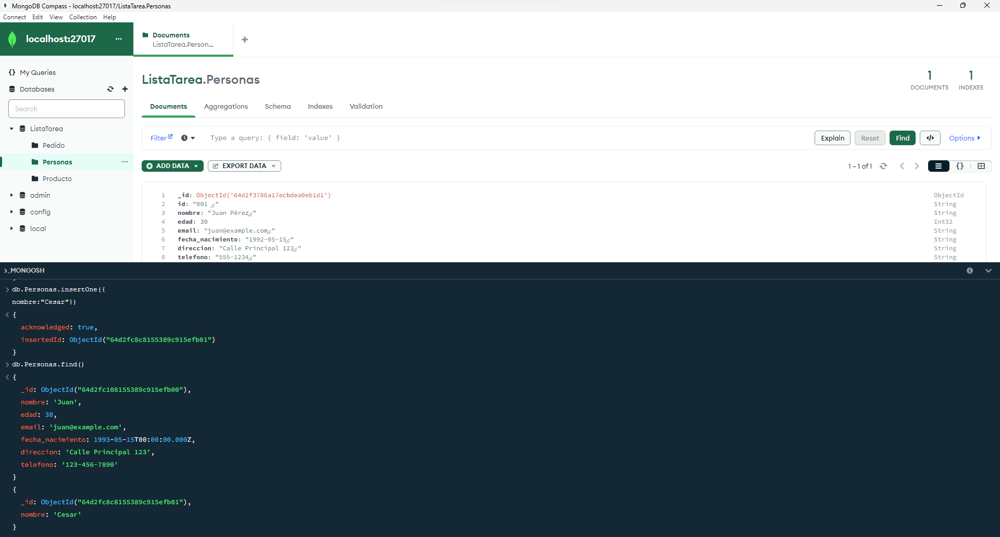 MongoDB Compass - localhost:27017/ListaTarea.Personas
Connect Edit View Collection Help
localhost:27017 ...
Documents
ListaTarea.Person...
{} My Queries
Databases
Search
ListaTarea
Pedido
Personas ...
Producto
admin
config
local
ListaTarea.Personas
1 DOCUMENTS
1 INDEXES
Documents Aggregations Schema Indexes Validation
Filter Type a query: { field: 'value' } Explain Reset Find </> Options
ADD DATA EXPORT DATA 1 – 1 of 1 {}
1 _id: ObjectId('64d2f3786a17ecbdea0eb1d1') ObjectId
2 id: "001 " String
3 nombre: "Juan Pérez" String
4 edad: 30 Int32
5 email: "juan@example.com" String
6 fecha_nacimiento: "1992-05-15" String
7 direccion: "Calle Principal 123" String
8 telefono: "555-1234" String
>_MONGOSH
> db.Personas.insertOne({
nombre:"Cesar"})
< {
acknowledged: true,
insertedId: ObjectId("64d2fc8c8155389c915efb01")
}
> db.Personas.find()
< {
_id: ObjectId("64d2fc108155389c915efb00"),
nombre: 'Juan',
edad: 30,
email: 'juan@example.com',
fecha_nacimiento: 1993-05-15T00:00:00.000Z,
direccion: 'Calle Principal 123',
telefono: '123-456-7890'
}
{
_id: ObjectId("64d2fc8c8155389c915efb01"),
nombre: 'Cesar'
}